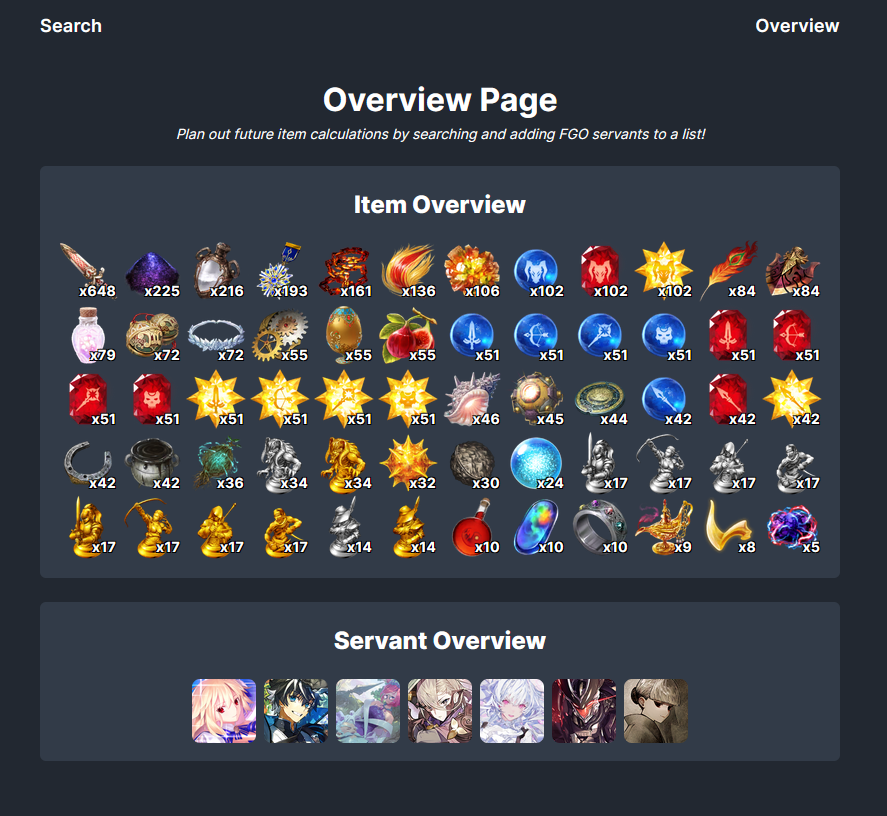 Search Overview
Overview Page
Plan out future item calculations by searching and adding FGO servants to a list!
Item Overview
x648 x225 x216 x193 x161 x136 x106 x102 x102 x102 x84 x84
x79 x72 x72 x55 x55 x55 x51 x51 x51 x51 x51 x51
x51 x51 x51 x51 x51 x51 x46 x45 x44 x42 x42 x42
x42 x42 x36 x34 x34 x32 x30 x24 x17 x17 x17 x17
x17 x17 x17 x17 x14 x14 x10 x10 x10 x9 x8 x5
Servant Overview